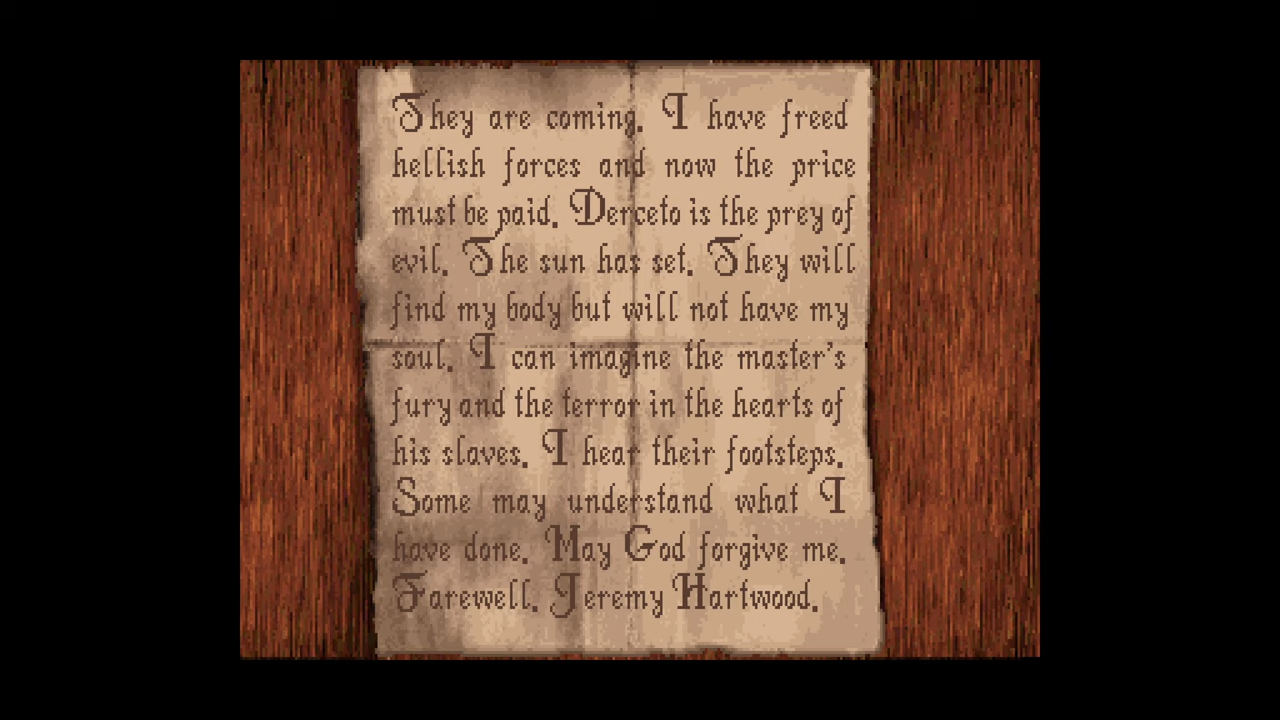 They are coming. I have freed
hellish forces and now the price
must be paid. Derceto is the prey of
evil. The sun has set. They will
find my body but will not have my
soul. I can imagine the master's
fury and the terror in the hearts of
his slaves. I hear their footsteps.
Some may understand what I
have done. May God forgive me.
Farewell. Jeremy Hartwood.